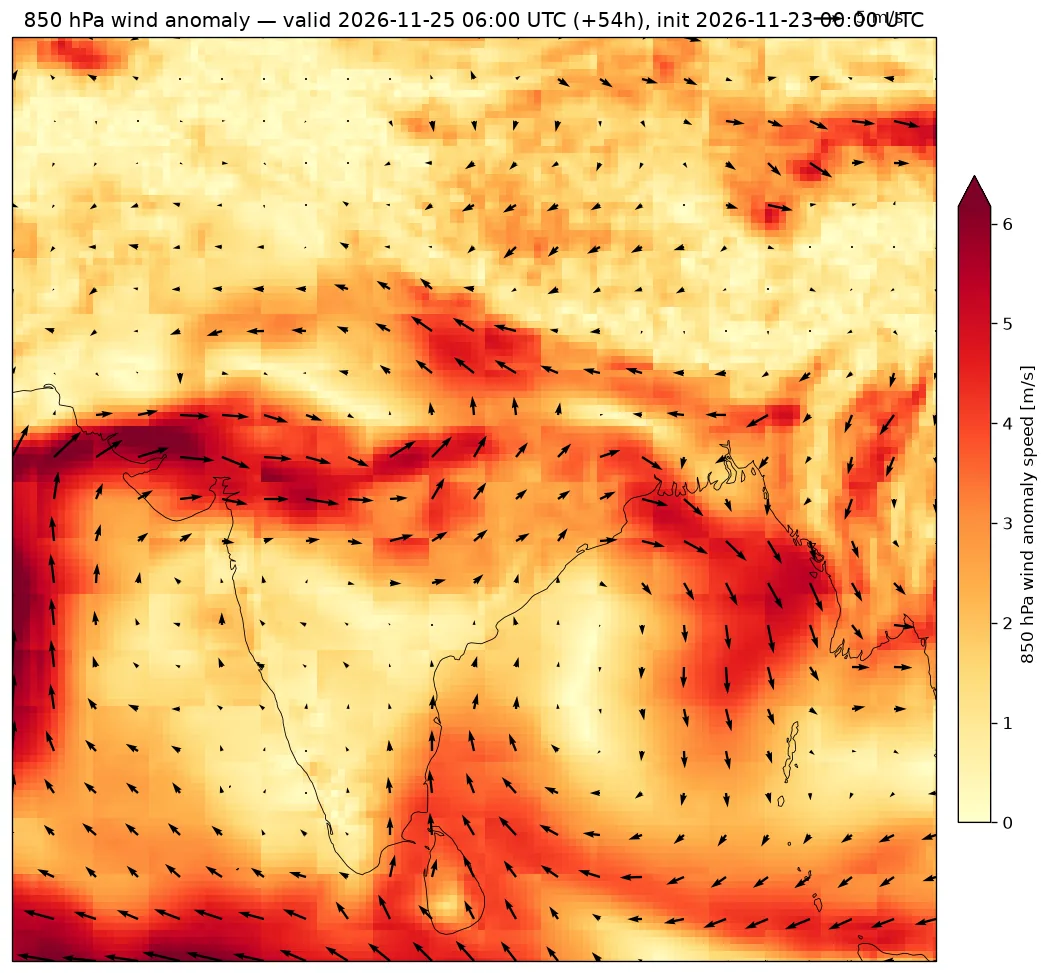 850 hPa wind anomaly — valid 2026-11-25 06:00 UTC (+54h), init 2026-11-23 00:00 UTC
5 m/s
6
5
4
3
2
1
0
850 hPa wind anomaly speed [m/s]